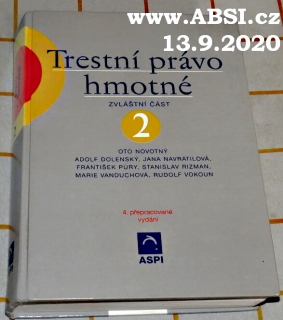 www.ABSI.cz
13.9.2020
Trestní právo
hmotné
ZVLÁŠTNÍ ČÁST
2
OTO NOVOTNÝ
ADOLF DOLENSKÝ, JANA NAVRÁTILOVÁ,
FRANTIŠEK PÚRY, STANISLAV RIZMAN,
MARIE VANDUCHOVÁ, RUDOLF VOKOUN
4. přepracované
vydání
ASPI